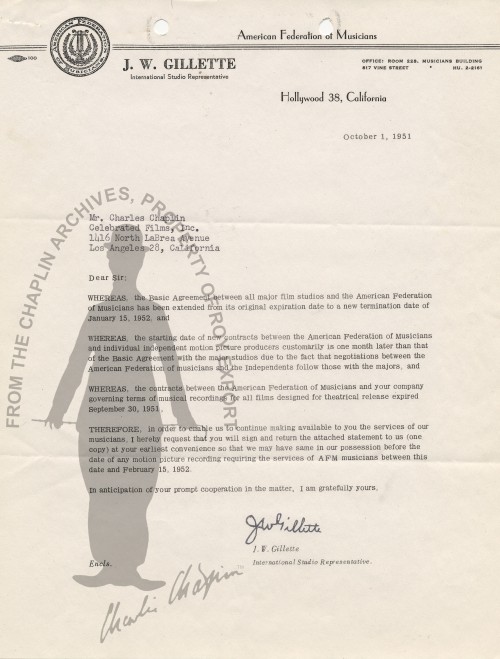 American Federation of Musicians
AMERICAN FEDERATION OF MUSICIANS
100
J. W. GILLETTE
International Studio Representative
OFFICE: ROOM 225, MUSICIANS BUILDING
817 VINE STREET • HU. 2-2161
Hollywood 38, California
October 1, 1951
Mr. Charles Chaplin
Celebrated Films, Inc.
1416 North LaBrea Avenue
Los Angeles 28, California
Dear Sir:
WHEREAS, the Basic Agreement between all major film studios and the American Federation
of Musicians has been extended from its original expiration date to a new termination date of
January 15, 1952, and
WHEREAS, the starting date of new contracts between the American Federation of Musicians
and individual independent motion picture producers customarily is one month later than that
of the Basic Agreement with the major studios due to the fact that negotiations between the
American Federation of musicians and the Independents follow those with the majors, and
WHEREAS, the contracts between the American Federation of Musicians and your company
governing terms of musical recordings for all films designed for theatrical release expired
September 30, 1951,
THEREFORE, in order to enable us to continue making available to you the services of our
musicians, I hereby request that you will sign and return the attached statement to us (one
copy) at your earliest convenience so that we may have same in our possession before the
date of any motion picture recording requiring the services of AFM musicians between this
date and February 15, 1952.
In anticipation of your prompt cooperation in the matter, I am gratefully yours,
JWGillette
J. W. Gillette
International Studio Representative.
Encls.
Charlie Chaplin
FROM THE CHAPLIN ARCHIVES, PROPERTY OF ROY EXPORT